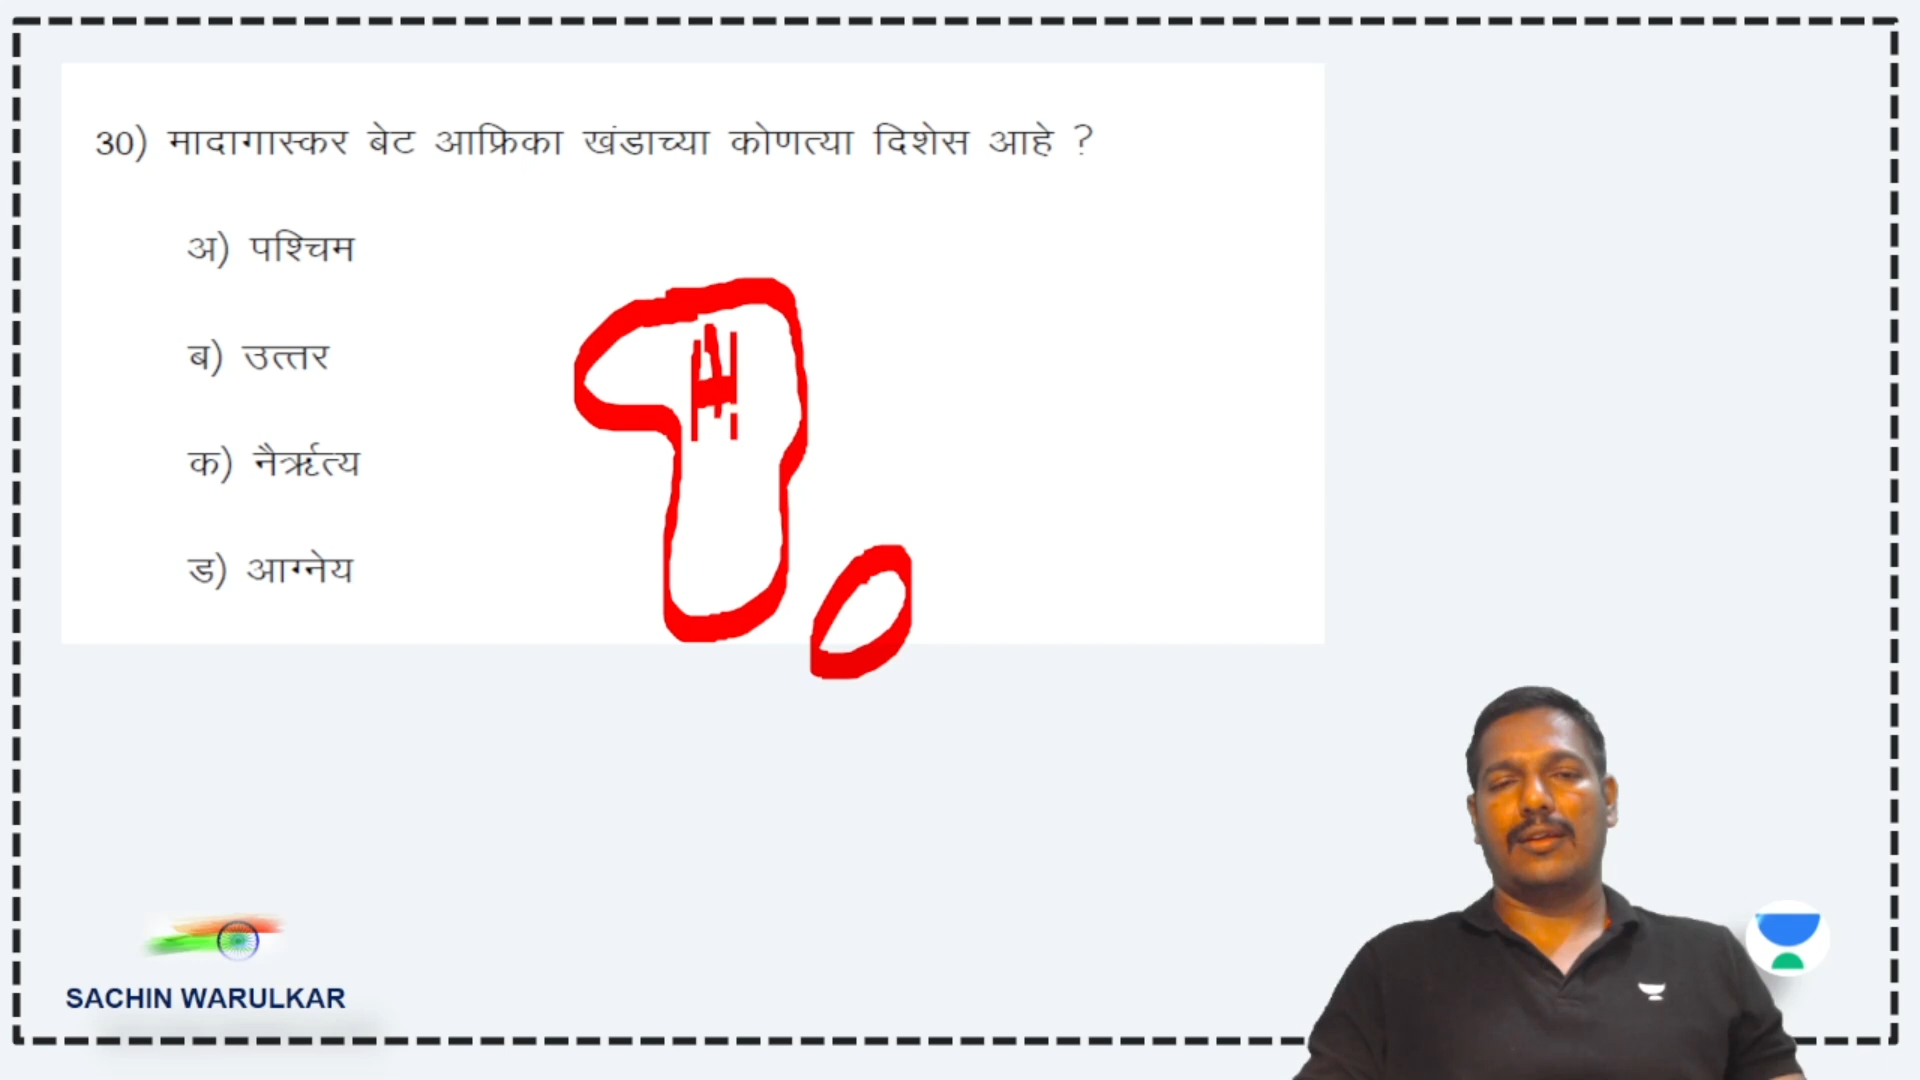 30) मादागास्कर बेट आफ्रिका खंडाच्या कोणत्या दिशेस आहे ?
अ) पश्चिम
ब) उत्तर
क) नैर्ऋत्य
ड) आग्नेय
SACHIN WARULKAR